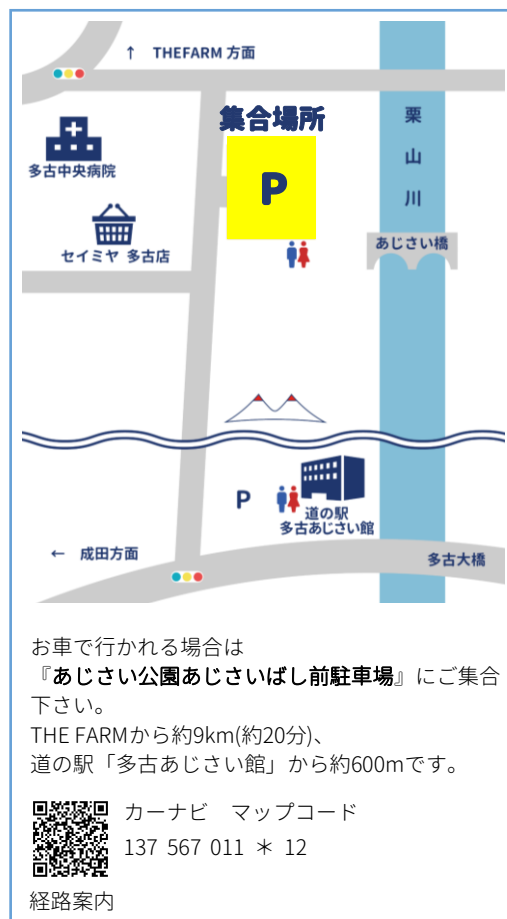 ↑ THEFARM 方面
集合場所
P
栗山川
多古中央病院
セイミヤ 多古店
あじさい橋
P
道の駅
多古あじさい館
← 成田方面
多古大橋
お車で行かれる場合は
『あじさい公園あじさいばし前駐車場』にご集合
下さい。
THE FARMから約9km(約20分)、
道の駅「多古あじさい館」から約600mです。
カーナビ　マップコード
137 567 011 ＊ 12
経路案内